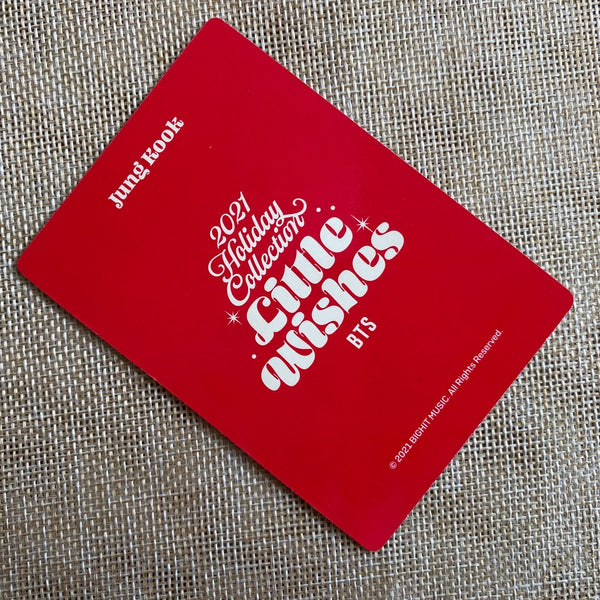 Jung Kook
2021
Holiday
Collection
Little
Wishes
BTS
© 2021 BIGHIT MUSIC. All Rights Reserved.